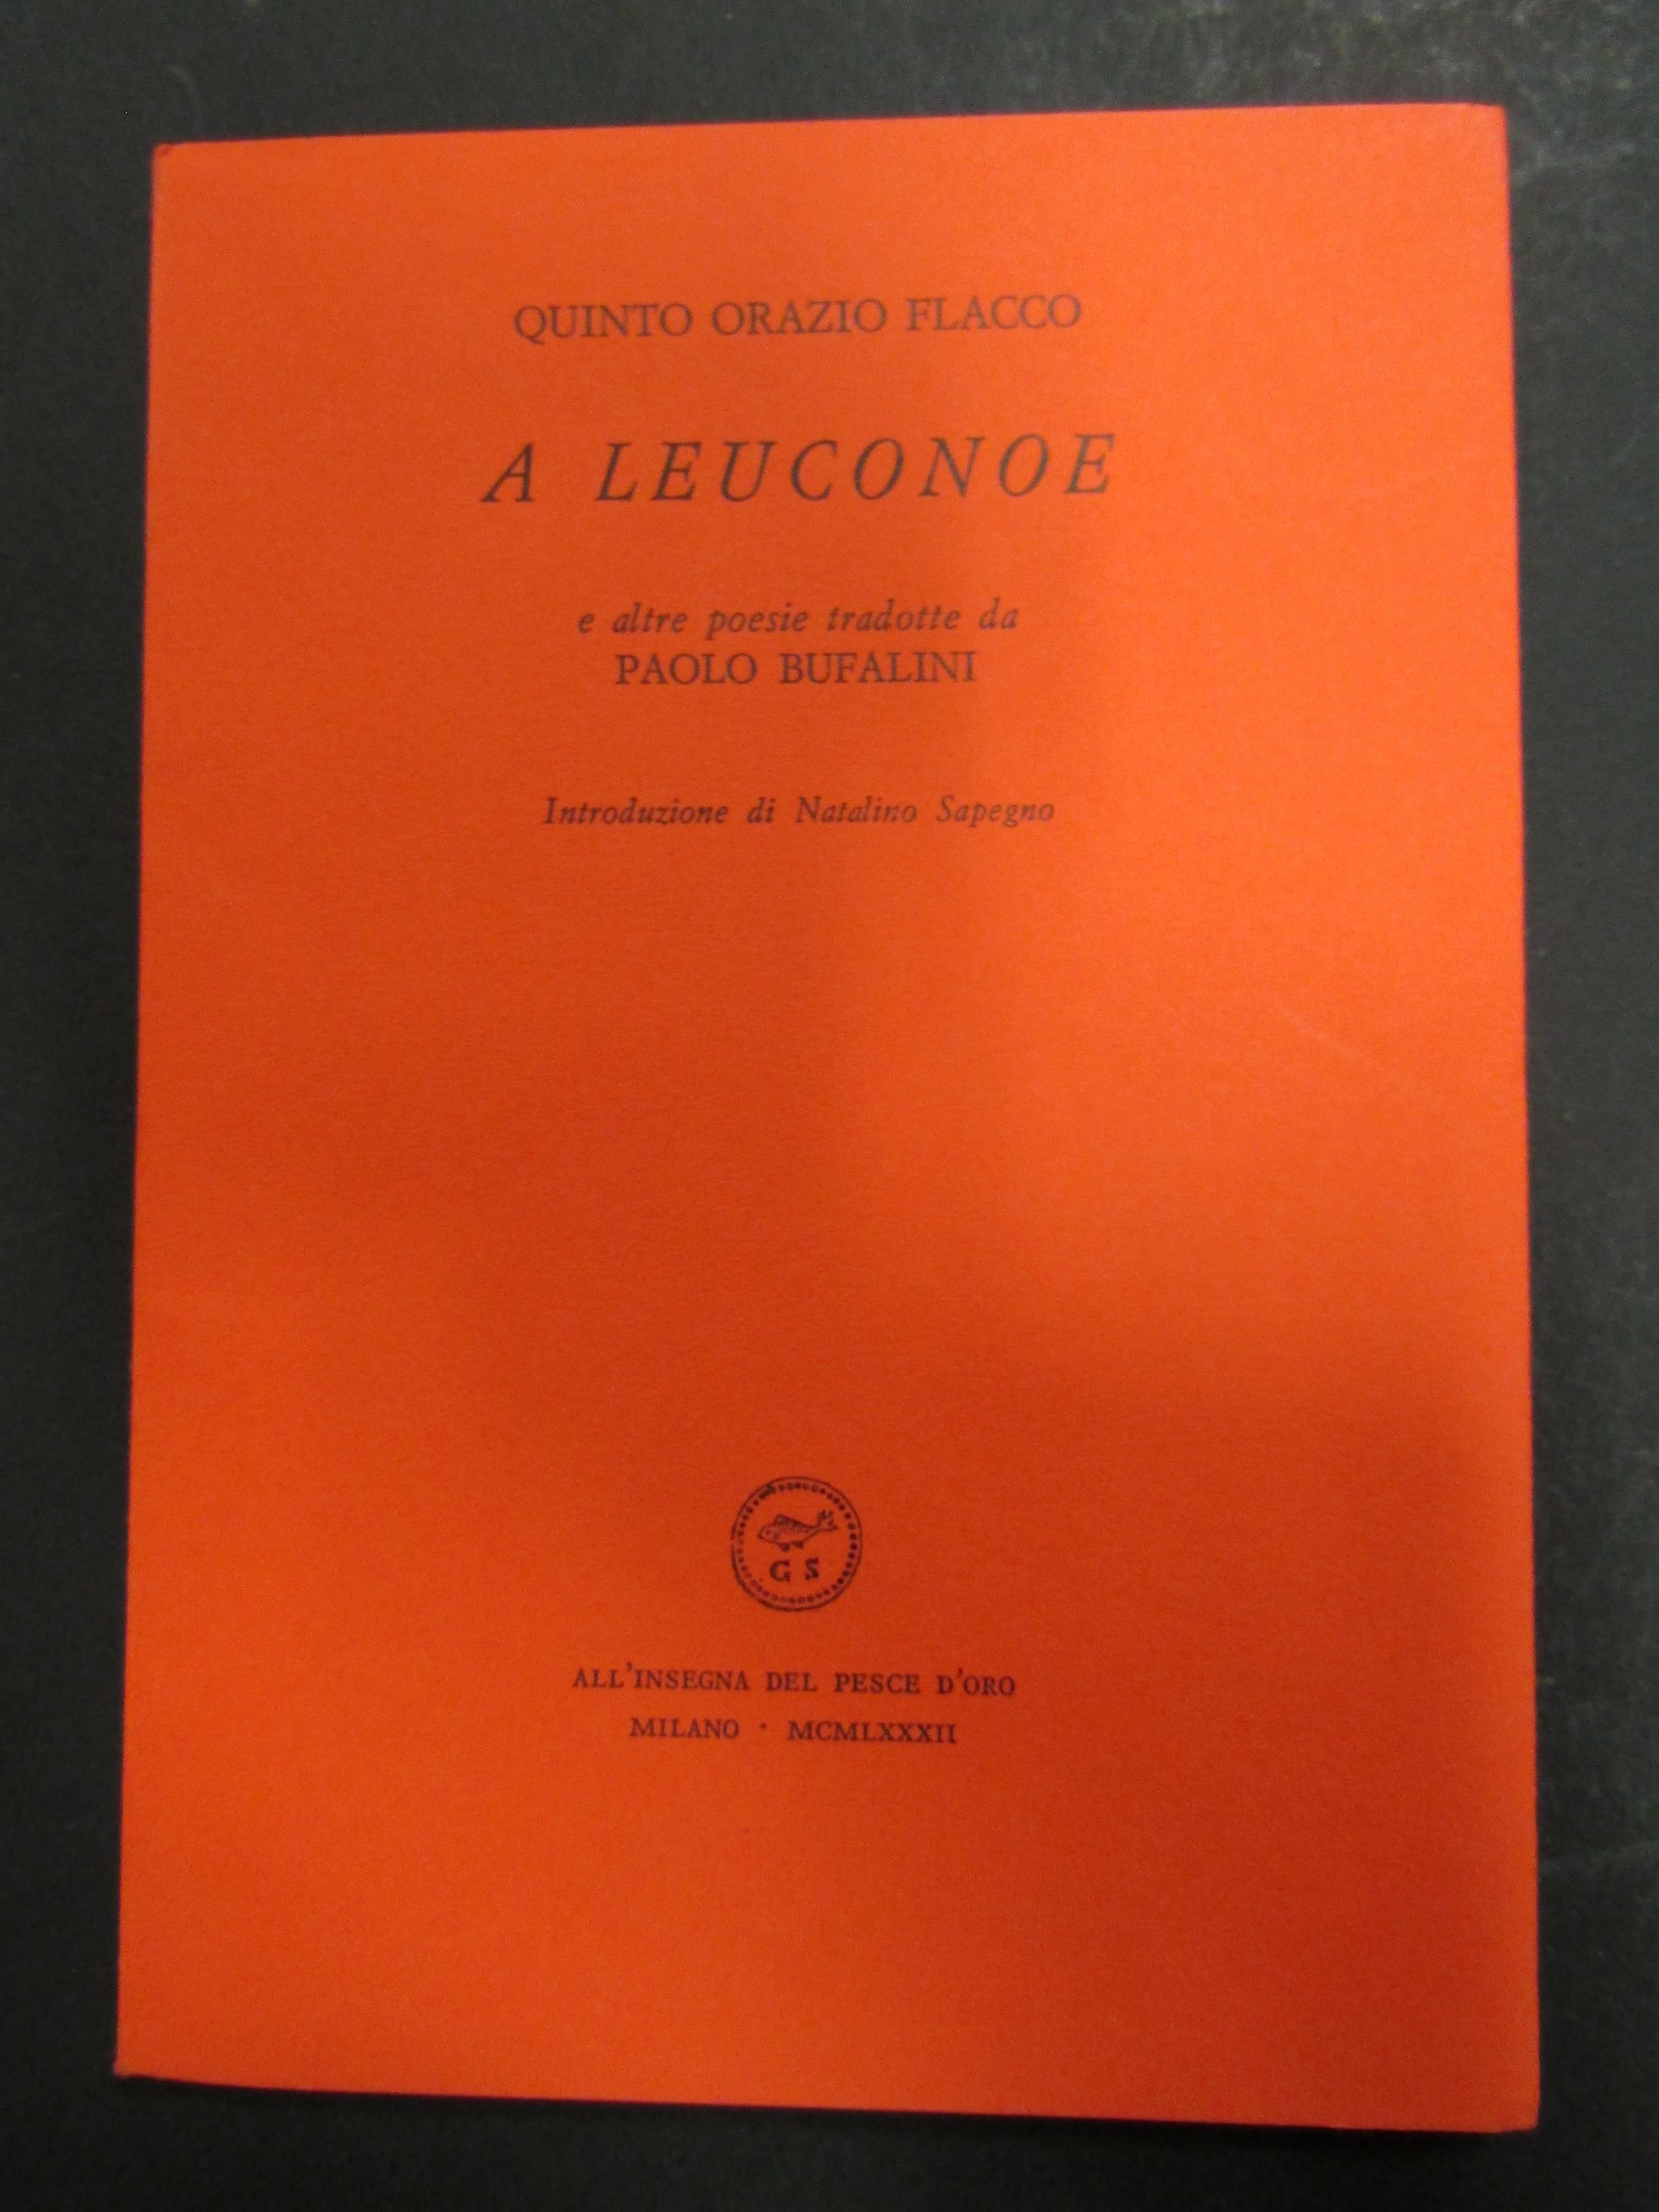 QUINTO ORAZIO FLACCO
A LEUCONOE
e altre poesie tradotte da
PAOLO BUFALINI
Introduzione di Natalino Sapegno
G S
ALL'INSEGNA DEL PESCE D'ORO
MILANO · MCMLXXXII